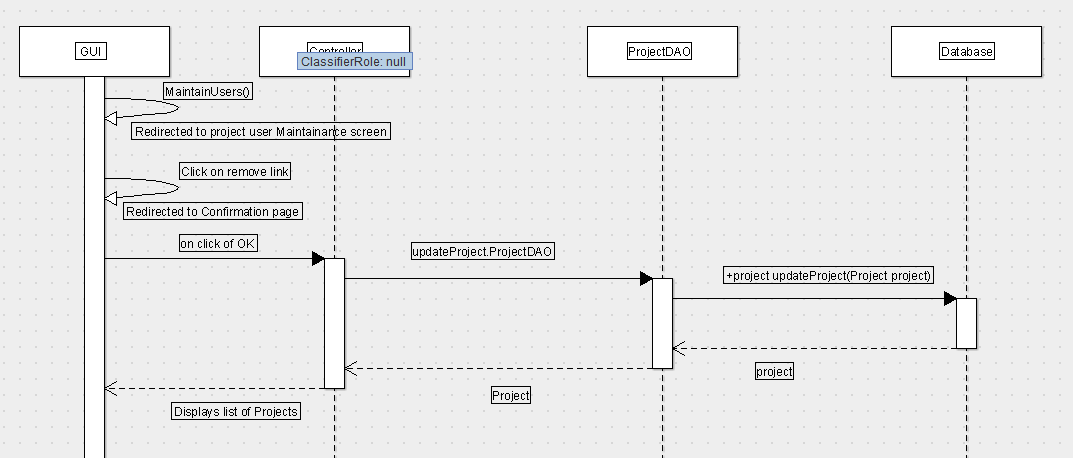 GUI
Controller
ClassifierRole: null
ProjectDAO
Database
MaintainUsers()
Redirected to project user Maintainance screen
Click on remove link
Redirected to Confirmation page
on click of OK
updateProject.ProjectDAO
+project updateProject(Project project)
project
Project
Displays list of Projects